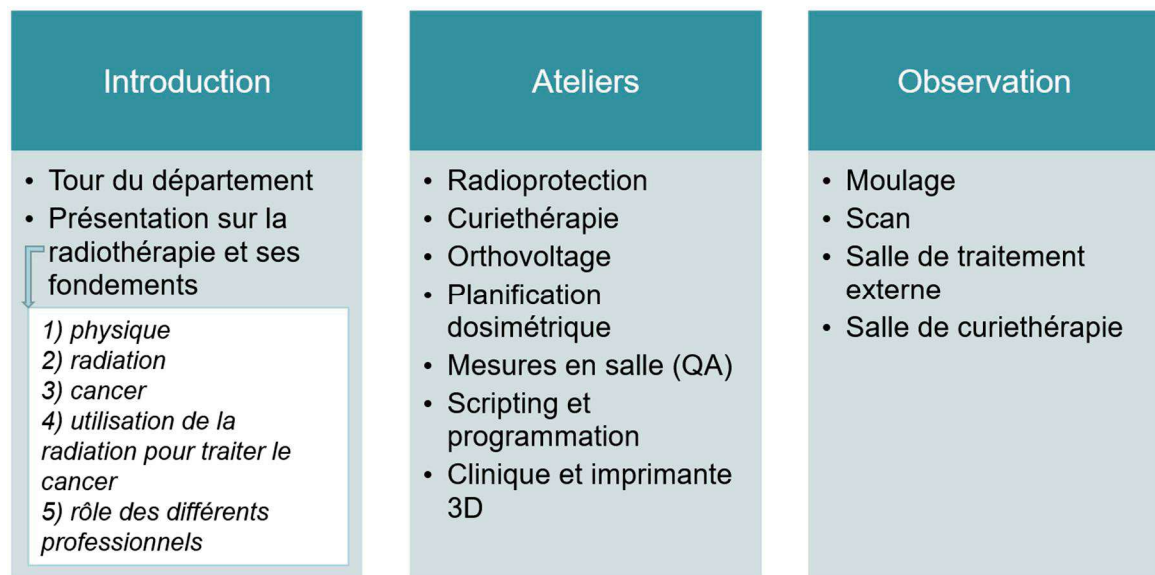 Introduction
• Tour du département
• Présentation sur la
radiothérapie et ses
fondements
1) physique
2) radiation
3) cancer
4) utilisation de la
radiation pour traiter le
cancer
5) rôle des différents
professionnels
Ateliers
• Radioprotection
• Curiethérapie
• Orthovoltage
• Planification
dosimétrique
• Mesures en salle (QA)
• Scripting et
programmation
• Clinique et imprimante
3D
Observation
• Moulage
• Scan
• Salle de traitement
externe
• Salle de curiethérapie